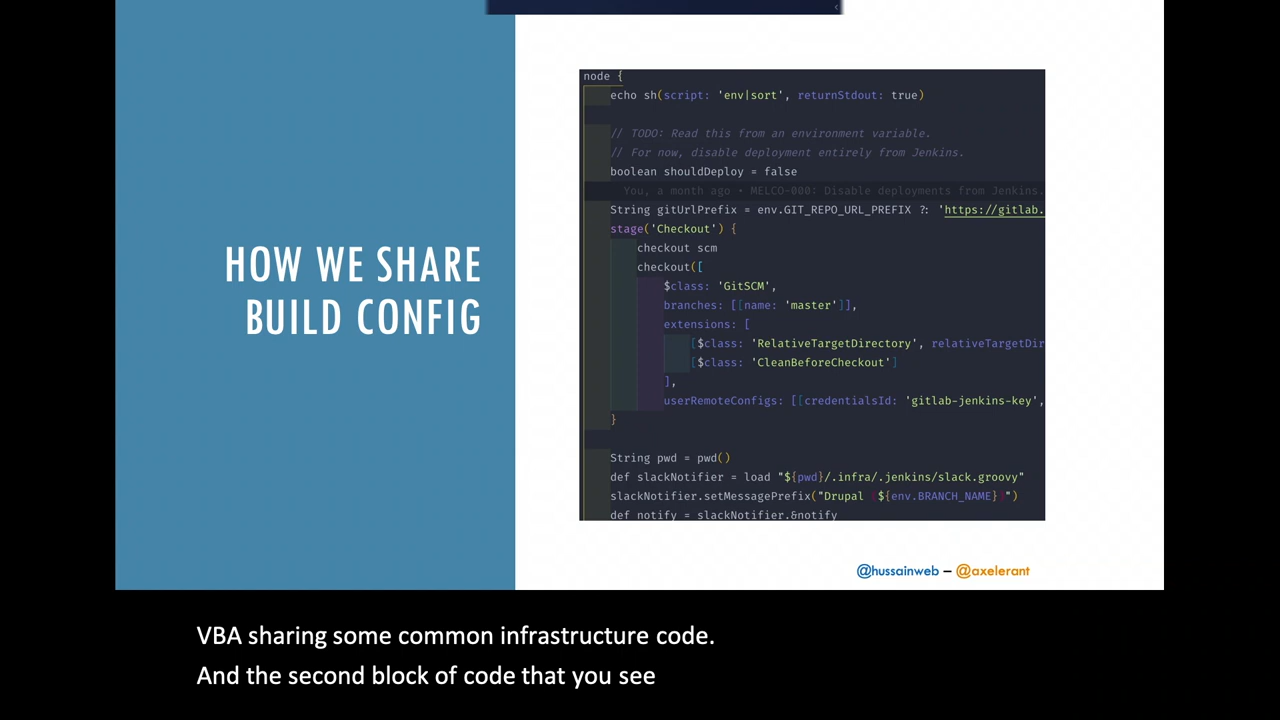 HOW WE SHARE
BUILD CONFIG
node {
echo sh(script: 'env|sort', returnStdout: true)
// TODO: Read this from an environment variable.
// For now, disable deployment entirely from Jenkins.
boolean shouldDeploy = false
You, a month ago • MELCO-000: Disable deployments from Jenkins.
String gitUrlPrefix = env.GIT_REPO_URL_PREFIX ?: 'https://gitlab.
stage('Checkout') {
checkout scm
checkout([
$class: 'GitSCM',
branches: [[name: 'master']],
extensions: [
[$class: 'RelativeTargetDirectory', relativeTargetDir
[$class: 'CleanBeforeCheckout']
],
userRemoteConfigs: [[credentialsId: 'gitlab-jenkins-key',
}
String pwd = pwd()
def slackNotifier = load "${pwd}/.infra/.jenkins/slack.groovy"
slackNotifier.setMessagePrefix("Drupal (${env.BRANCH_NAME}) ")
def notify = slackNotifier.&notify
@hussainweb – @axelerant
VBA sharing some common infrastructure code.
And the second block of code that you see